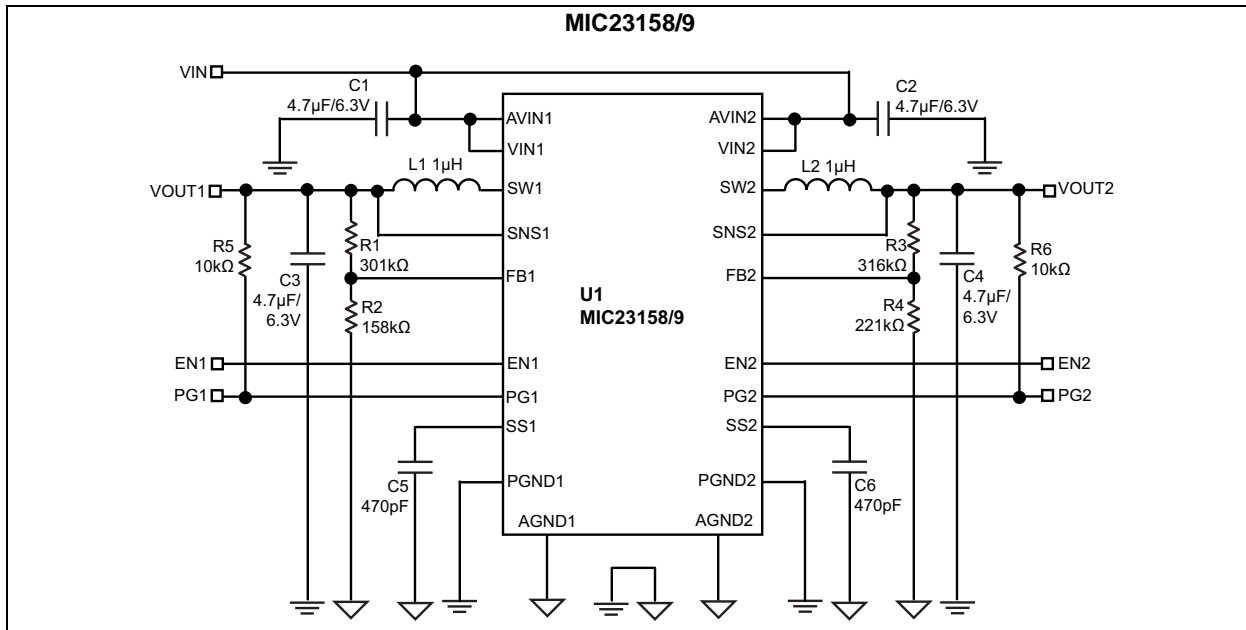 MIC23158/9
VIN
C1
4.7µF/6.3V
C2
4.7µF/6.3V
AVIN1
AVIN2
VIN1
VIN2
L1 1µH
L2 1µH
VOUT1
SW1
SW2
VOUT2
SNS1
SNS2
R5
10kΩ
R1
301kΩ
R3
316kΩ
R6
10kΩ
C3
4.7µF/
6.3V
FB1
FB2
C4
4.7µF/
6.3V
U1
MIC23158/9
R2
158kΩ
R4
221kΩ
EN1
EN1
EN2
EN2
PG1
PG1
PG2
PG2
SS1
SS2
C5
470pF
PGND1
PGND2
C6
470pF
AGND1
AGND2